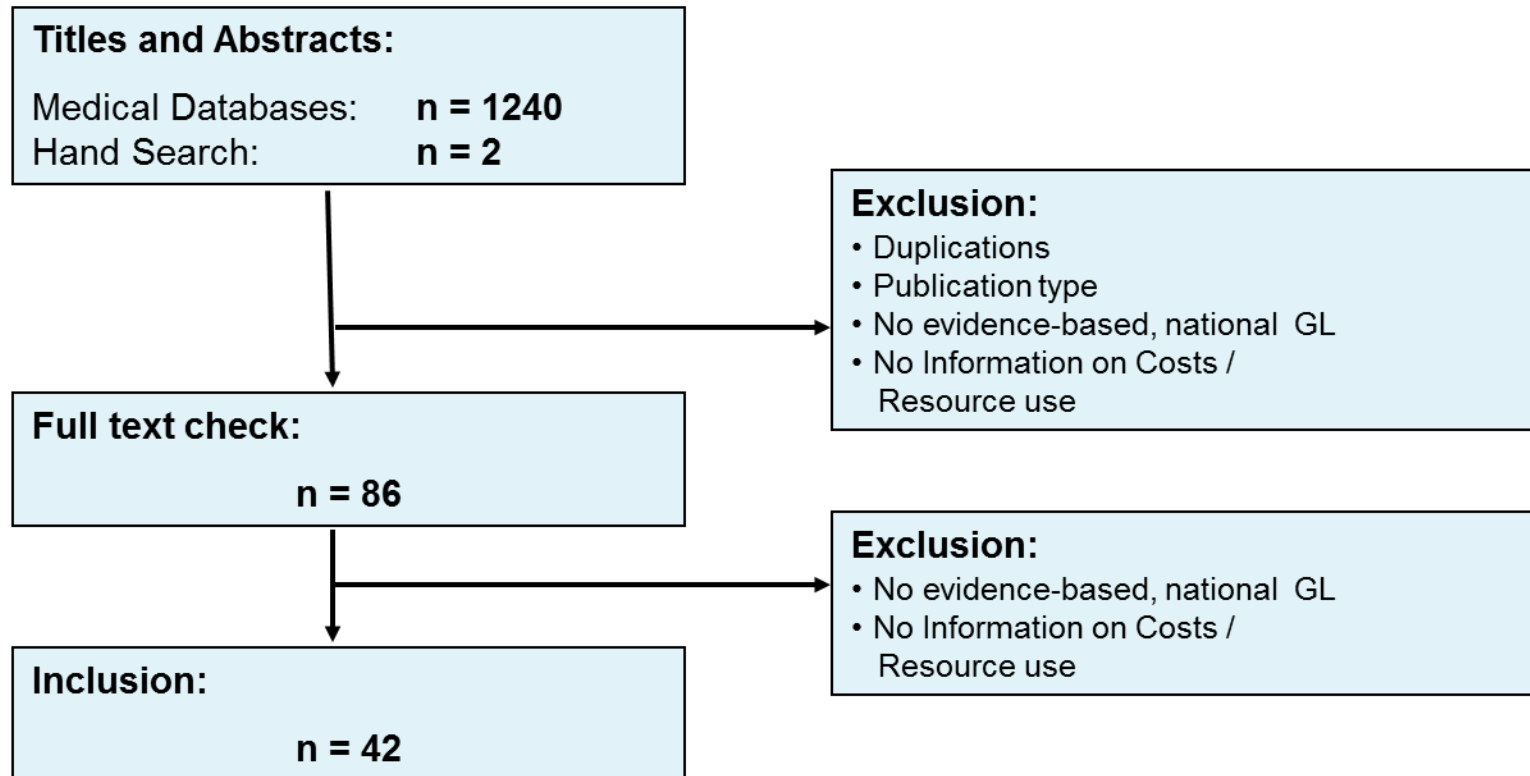 Titles and Abstracts:
Medical Databases: n = 1240
Hand Search: n = 2
Exclusion:
• Duplications
• Publication type
• No evidence-based, national GL
• No Information on Costs /
Resource use
Full text check:
n = 86
Exclusion:
• No evidence-based, national GL
• No Information on Costs /
Resource use
Inclusion:
n = 42